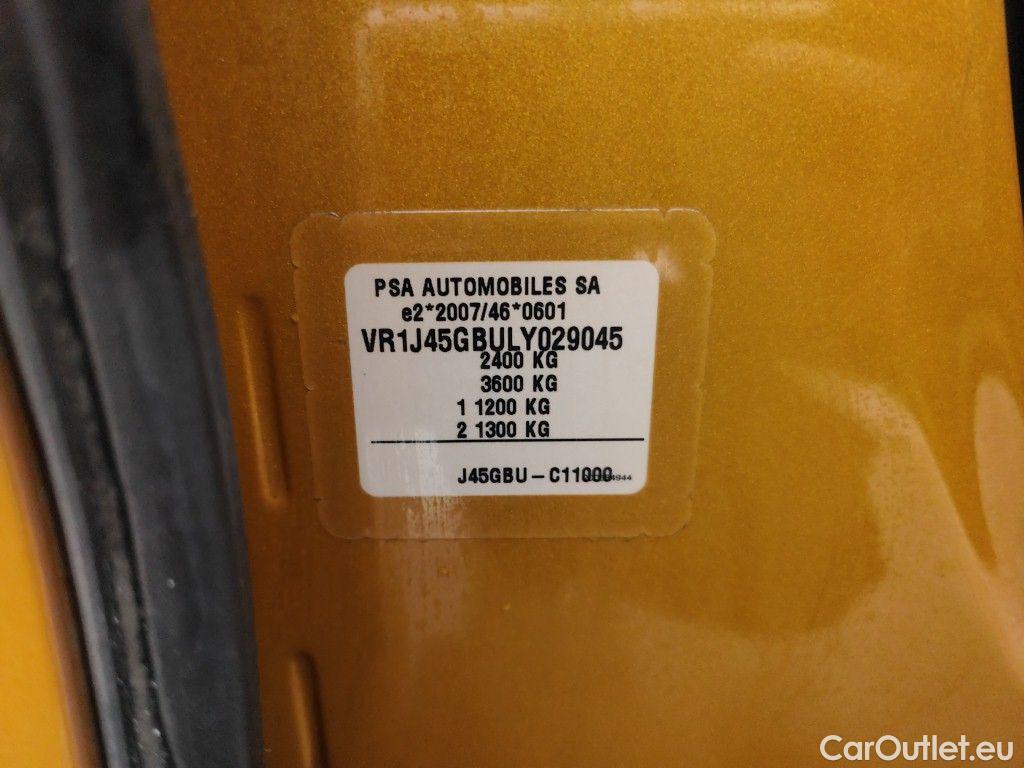 PSA AUTOMOBILES SA
e2*2007/46*0601
VR1J45GBULY029045
2400 KG
3600 KG
1 1200 KG
2 1300 KG
J45GBU – C11000
CarOutlet.eu